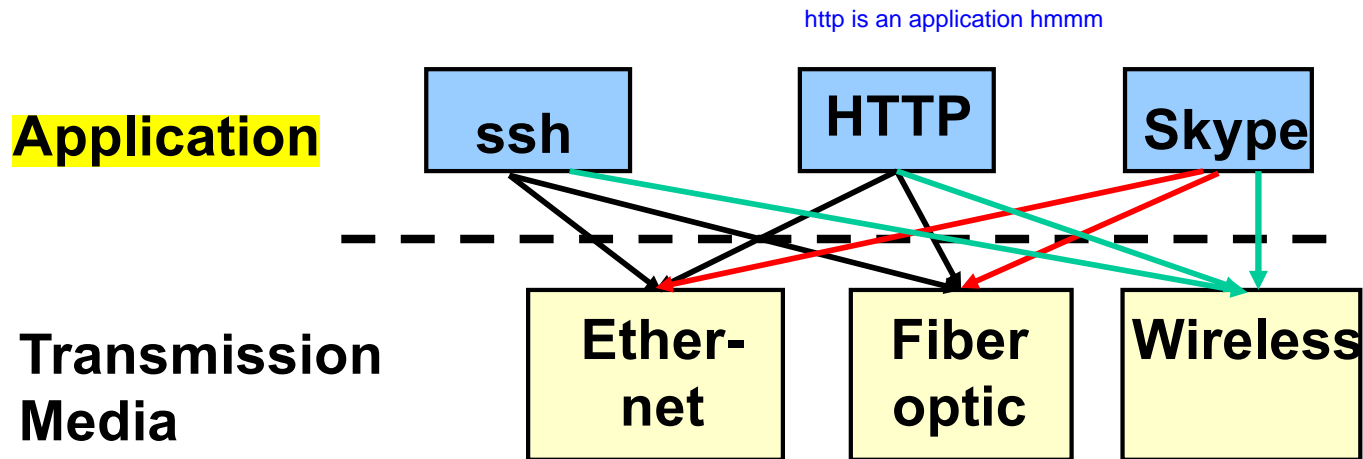 http is an application hmmm
Application
ssh
HTTP
Skype
Transmission
Media
Ether-
net
Fiber
optic
Wireless